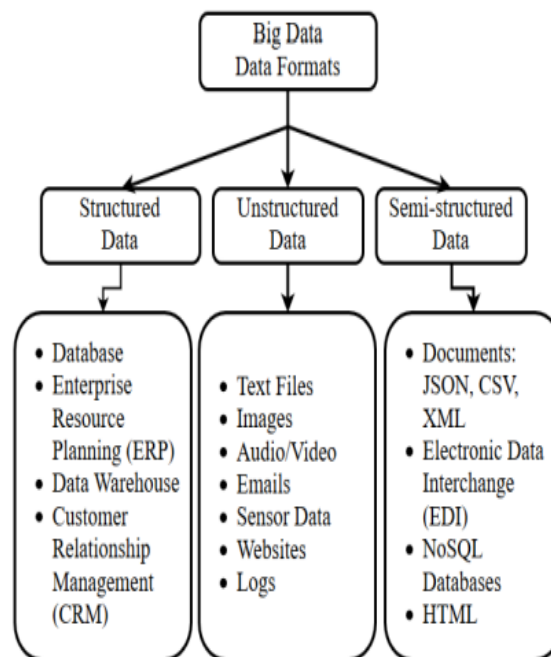 Big Data
Data Formats
Structured
Data
Unstructured
Data
Semi-structured
Data
• Database
• Enterprise
Resource
Planning (ERP)
• Data Warehouse
• Customer
Relationship
Management
(CRM)
• Text Files
• Images
• Audio/Video
• Emails
• Sensor Data
• Websites
• Logs
• Documents:
JSON, CSV,
XML
• Electronic Data
Interchange
(EDI)
• NoSQL
Databases
• HTML